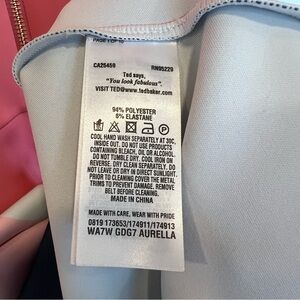 CA25459 RN95229
Ted says,
"You look fabulous".
VISIT TED@www.tedbaker.com
94% POLYESTER
6% ELASTANE
COOL HAND WASH SEPARATELY AT 30C,
INSIDE OUT. DO NOT USE PRODUCTS
CONTAINING BLEACH, OIL OR ALCOHOL.
DO NOT TUMBLE DRY. COOL IRON ON
REVERSE. DRY CLEAN SEPARATELY. DO
NOT LEAVE OR DRY IN DIRECT SUNLIGHT.
PRIOR TO CLEANING COVER THE METAL
TRIMS TO PREVENT DAMAGE. REMOVE
BELT BEFORE CLEANING.
MADE IN CHINA
MADE WITH CARE, WEAR WITH PRIDE
0819 173653/174911/174913
WA7W GDG7 AURELLA